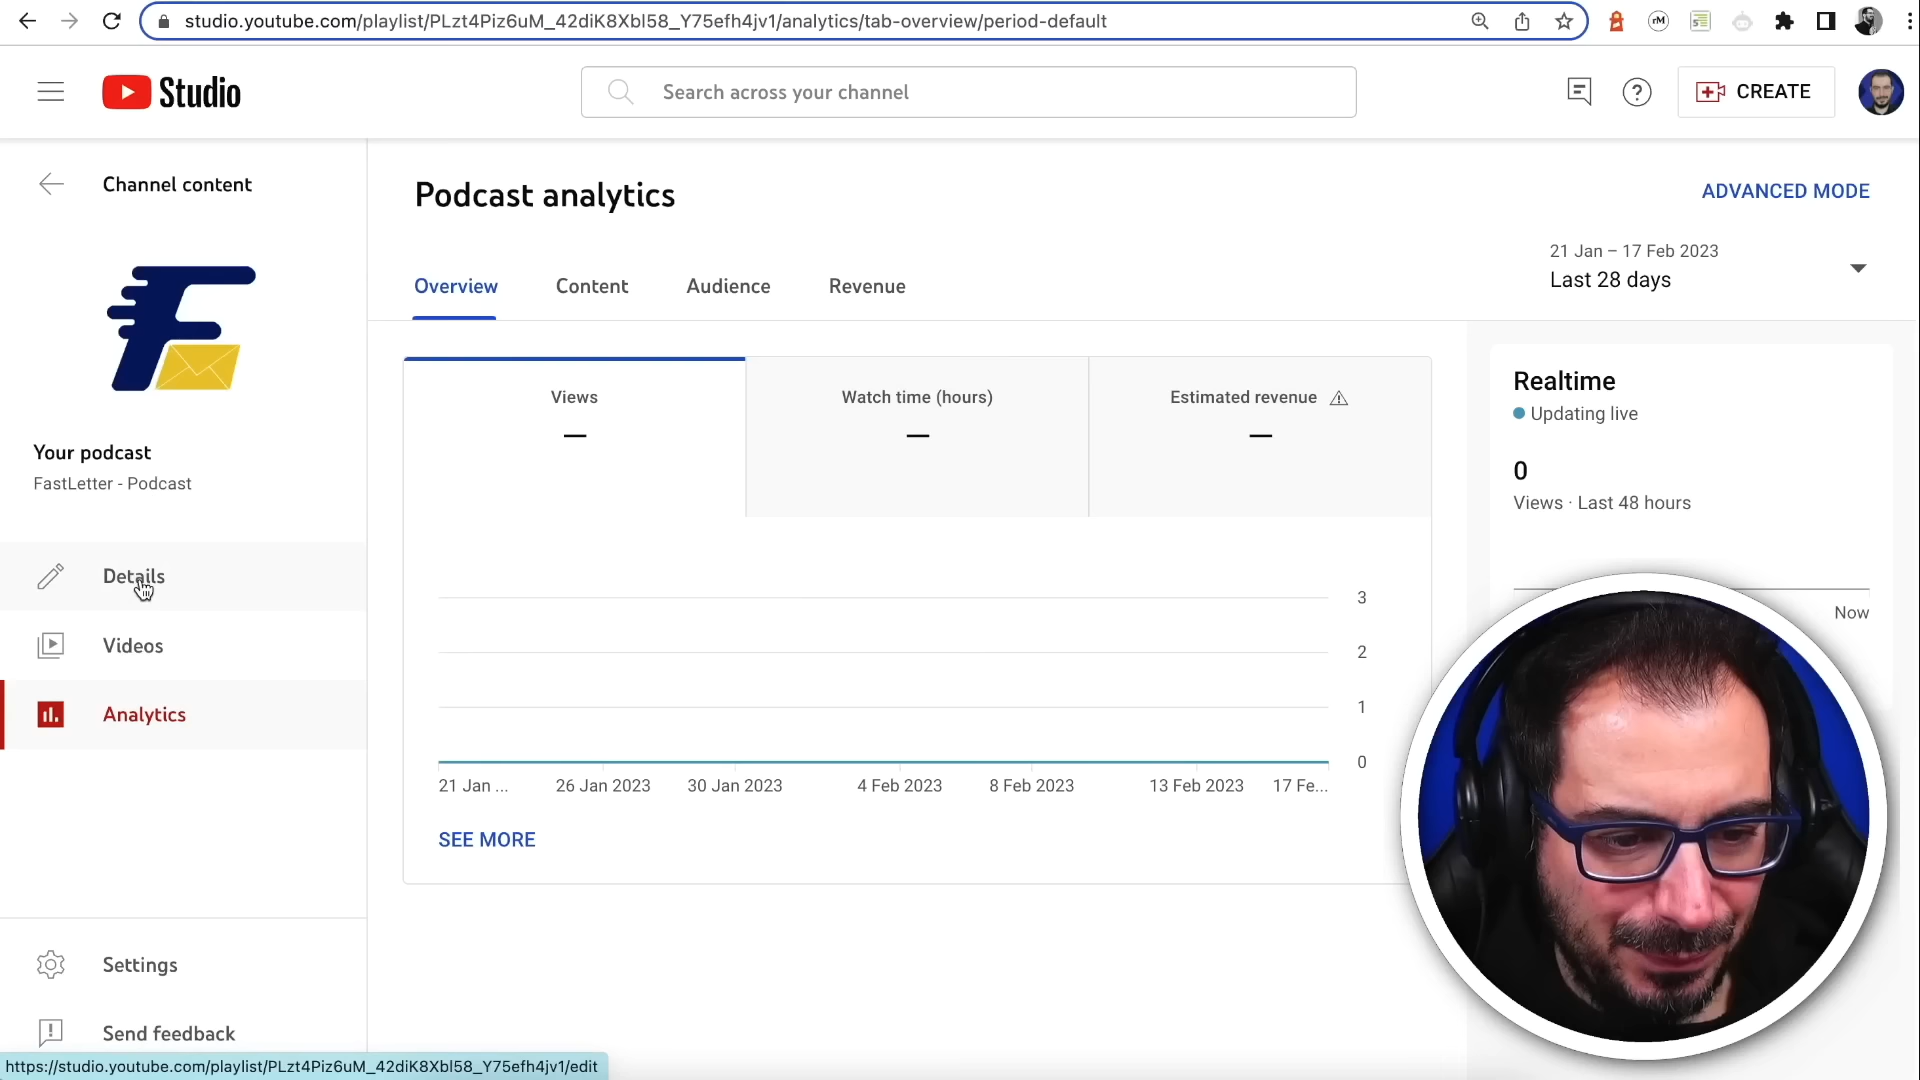 studio.youtube.com/playlist/PLzt4Piz6uM_42diK8Xbl58_Y75efh4jv1/analytics/tab-overview/period-default
Studio
Search across your channel
CREATE
Channel content
Podcast analytics
ADVANCED MODE
21 Jan – 17 Feb 2023
Last 28 days
Overview
Content
Audience
Revenue
Your podcast
FastLetter - Podcast
Details
Videos
Analytics
Settings
Send feedback
Views
—
Watch time (hours)
—
Estimated revenue
—
3
2
1
0
21 Jan ...
26 Jan 2023
30 Jan 2023
4 Feb 2023
8 Feb 2023
13 Feb 2023
17 Fe...
SEE MORE
Realtime
Updating live
0
Views · Last 48 hours
Now
https://studio.youtube.com/playlist/PLzt4Piz6uM_42diK8Xbl58_Y75efh4jv1/edit